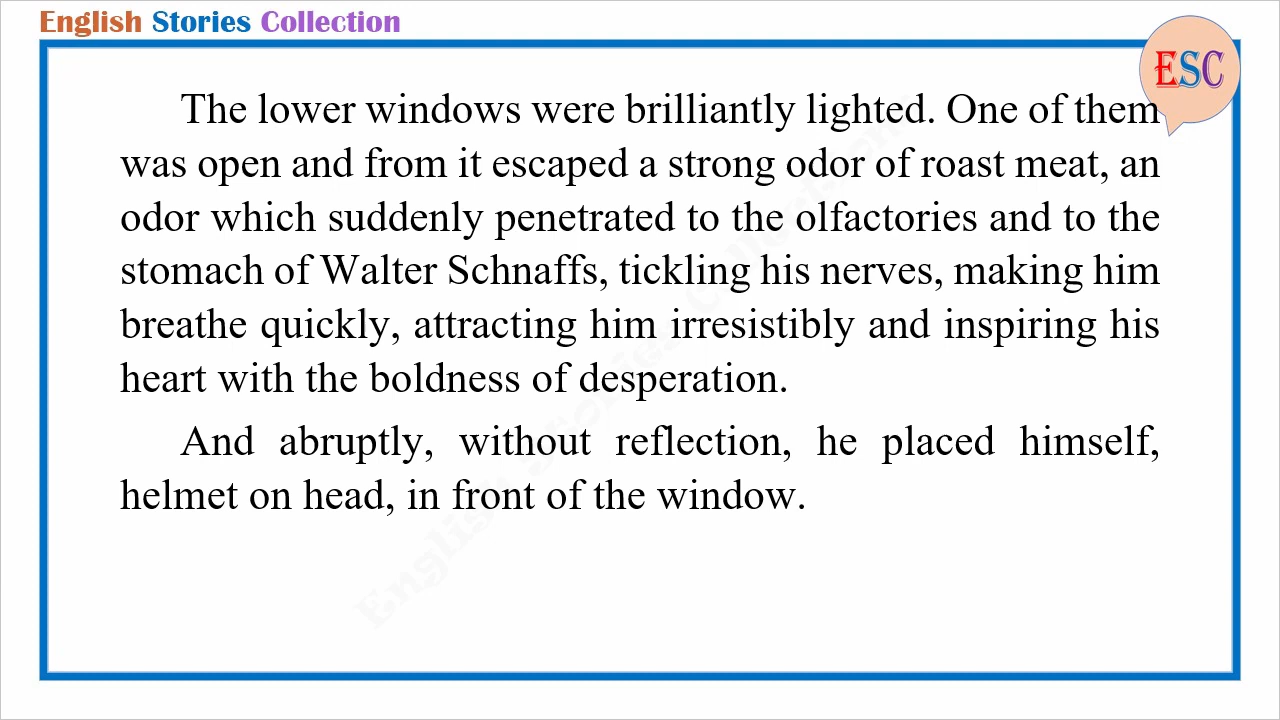 English Stories Collection
ESC
The lower windows were brilliantly lighted. One of them
was open and from it escaped a strong odor of roast meat, an
odor which suddenly penetrated to the olfactories and to the
stomach of Walter Schnaffs, tickling his nerves, making him
breathe quickly, attracting him irresistibly and inspiring his
heart with the boldness of desperation.
And abruptly, without reflection, he placed himself,
helmet on head, in front of the window.
English Stories Collection